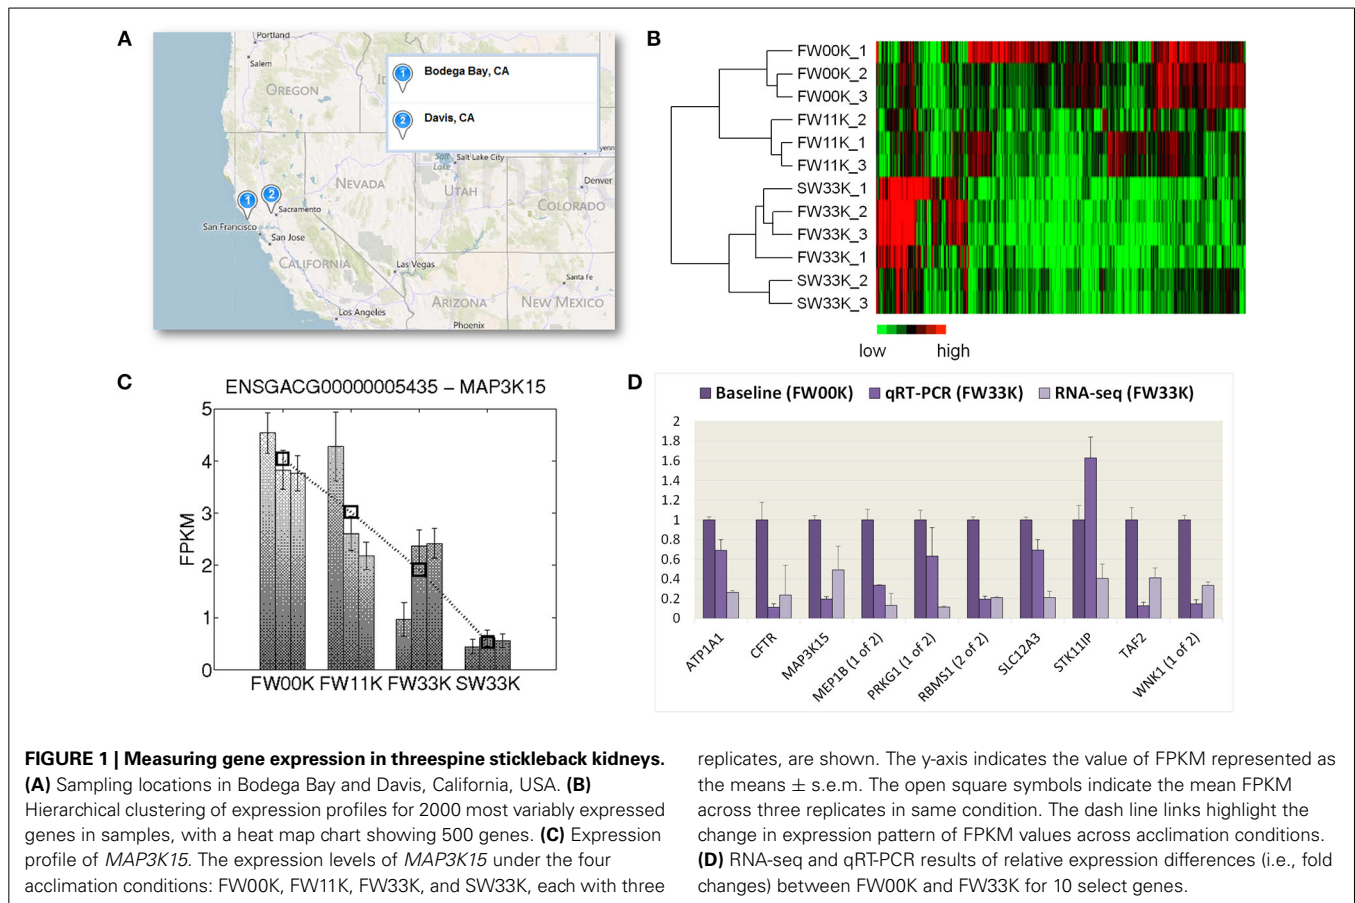 A
Portland
Salem
OREGON
1 Bodega Bay, CA
2 Davis, CA
Salt Lake
Salt Lake City
Denver
NEVADA
UTAH
COLORADO
1
2
Sacramento
San Francisco
San Jose
CALIFORNIA
Las Vegas
Santa Fe
ARIZONA
NEW MEXICO
Los Angeles
Phoenix
B
FW00K_1
FW00K_2
FW00K_3
FW11K_2
FW11K_1
FW11K_3
SW33K_1
FW33K_2
FW33K_3
FW33K_1
SW33K_2
SW33K_3
low high
C
ENSGACG00000005435 – MAP3K15
5
4
3
2
1
0
FPKM
FW00K FW11K FW33K SW33K
D
Baseline (FW00K) qRT-PCR (FW33K) RNA-seq (FW33K)
2
1.8
1.6
1.4
1.2
1
0.8
0.6
0.4
0.2
0
ATP1A1
CFTR
MAP3K15
MEP1B (1 of 2)
PRKG1 (1 of 2)
RBMS1 (2 of 2)
SLC12A3
STK11IP
TAF2
WNK1 (1 of 2)
FIGURE 1 | Measuring gene expression in threespine stickleback kidneys.
(A) Sampling locations in Bodega Bay and Davis, California, USA. (B)
Hierarchical clustering of expression profiles for 2000 most variably expressed
genes in samples, with a heat map chart showing 500 genes. (C) Expression
profile of MAP3K15. The expression levels of MAP3K15 under the four
acclimation conditions: FW00K, FW11K, FW33K, and SW33K, each with three
replicates, are shown. The y-axis indicates the value of FPKM represented as
the means ± s.e.m. The open square symbols indicate the mean FPKM
across three replicates in same condition. The dash line links highlight the
change in expression pattern of FPKM values across acclimation conditions.
(D) RNA-seq and qRT-PCR results of relative expression differences (i.e., fold
changes) between FW00K and FW33K for 10 select genes.